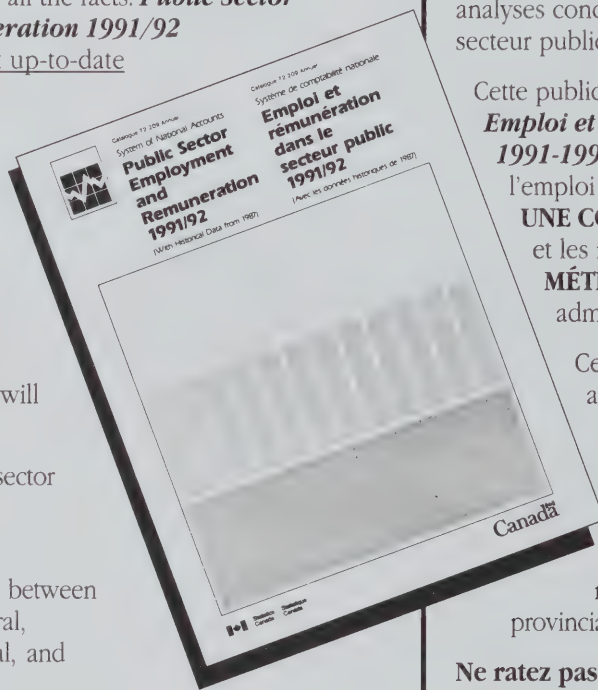 all the facts. Public Sector
eration 1991/92
up-to-date
will
sector
between
ral,
al, and
Catalogue 72-209 Annual
System of National Accounts
Public Sector
Employment
and
Remuneration
1991/92
(With Historical Data from 1987)
Catalogue 72-209 Annuel
Système de comptabilité nationale
Emploi et
rémunération
dans le
secteur public
1991/92
(Avec les données historiques de 1987)
Statistics Canada
Statistique Canada
Canada
analyses conc
secteur public
Cette public
Emploi et
1991-199
l'emploi
UNE CO
et les
MÉT
adm
Ce
a
provincia
Ne ratez pas